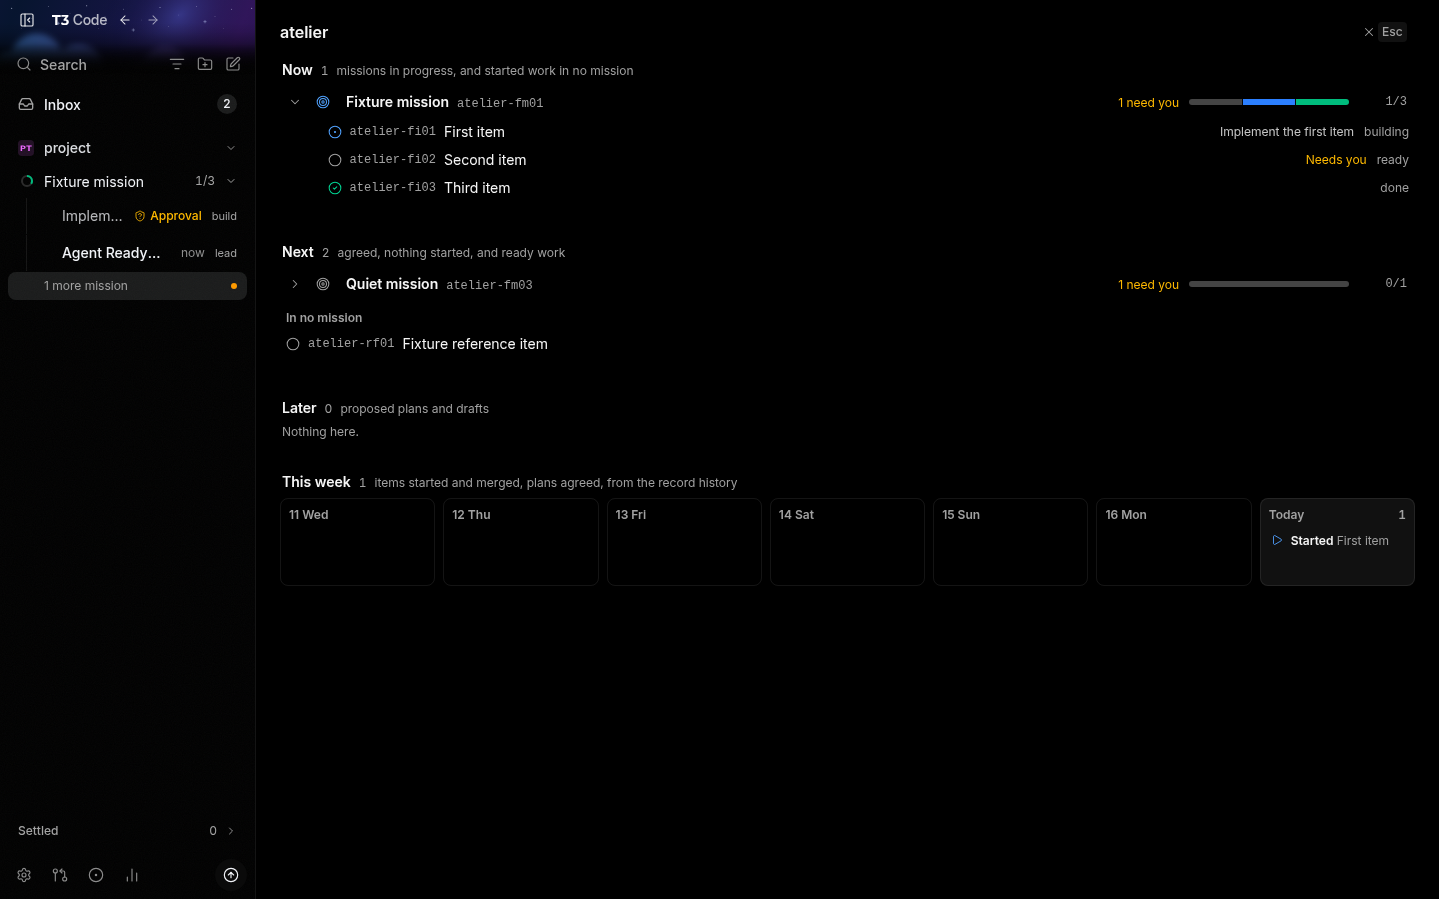 T3 Code
Search
Inbox 2
PT project
Fixture mission 1/3
Implem... Approval build
Agent Ready... now lead
1 more mission
Settled 0
atelier
Esc
Now 1 missions in progress, and started work in no mission
Fixture mission atelier-fm01 1 need you 1/3
atelier-fi01 First item Implement the first item building
atelier-fi02 Second item Needs you ready
atelier-fi03 Third item done
Next 2 agreed, nothing started, and ready work
Quiet mission atelier-fm03 1 need you 0/1
In no mission
atelier-rf01 Fixture reference item
Later 0 proposed plans and drafts
Nothing here.
This week 1 items started and merged, plans agreed, from the record history
11 Wed 12 Thu 13 Fri 14 Sat 15 Sun 16 Mon Today 1
Started First item